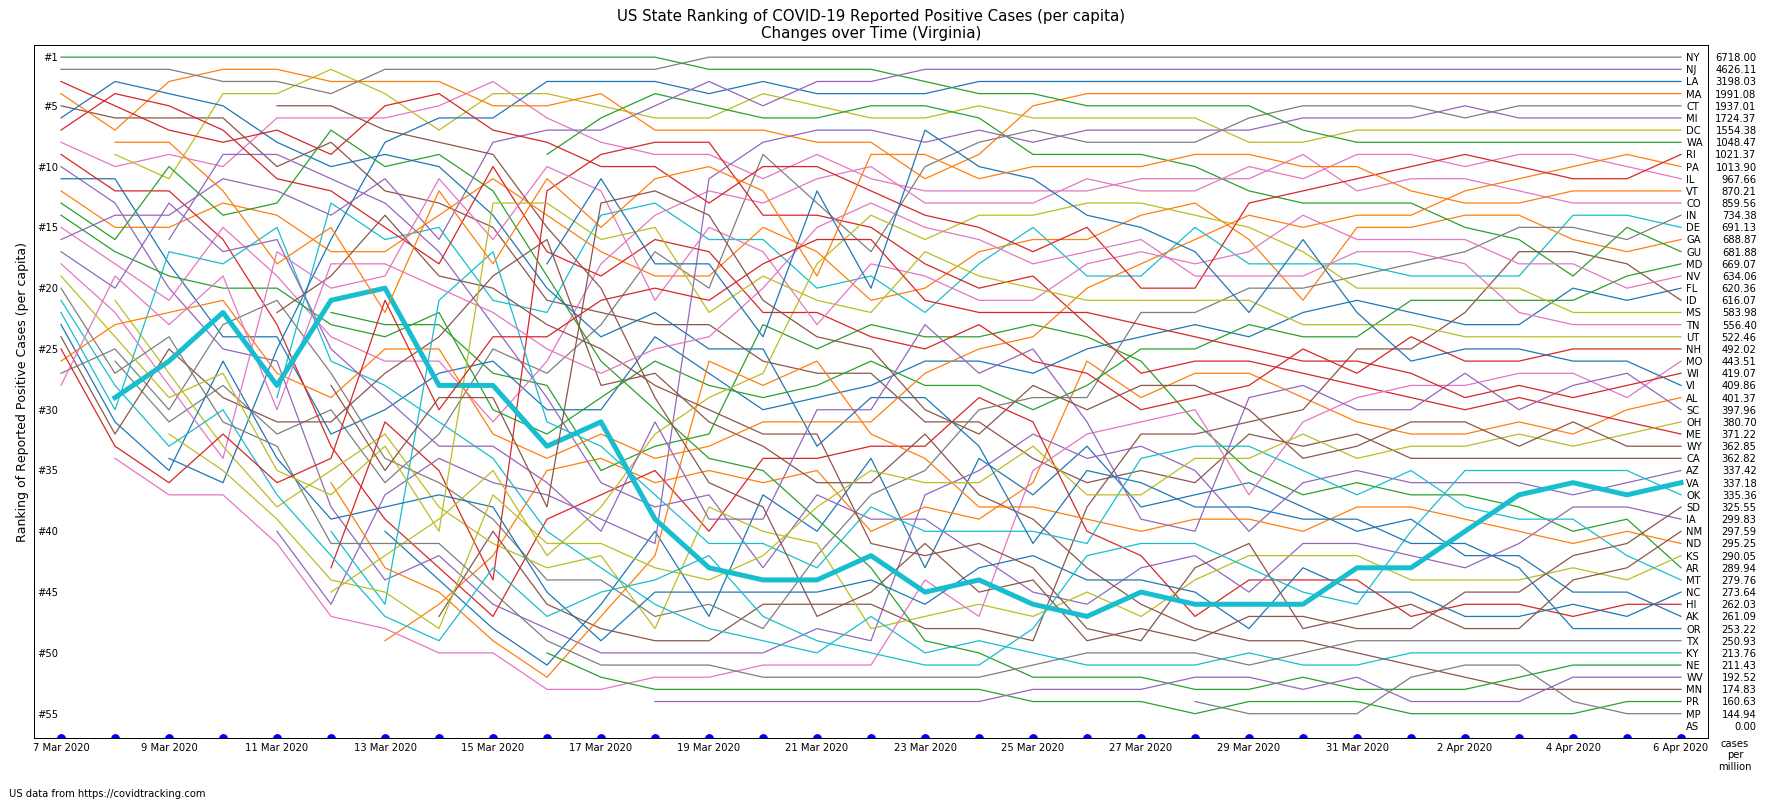 US State Ranking of COVID-19 Reported Positive Cases (per capita)
Changes over Time (Virginia)
Ranking of Reported Positive Cases (per capita)
#1
#5
#10
#15
#20
#25
#30
#35
#40
#45
#50
#55
NY 6718.00
NJ 4626.11
LA 3198.03
MA 1991.08
CT 1937.01
MI 1724.37
DC 1554.38
WA 1048.47
RI 1021.37
PA 1013.90
IL 967.66
VT 870.21
CO 859.56
IN 734.38
DE 691.13
GA 688.87
GU 681.88
MD 669.07
NV 634.06
FL 620.36
ID 616.07
MS 583.98
TN 556.40
UT 522.46
NH 492.02
MO 443.51
WI 419.07
VI 409.86
AL 401.37
SC 397.96
OH 380.70
ME 371.22
WY 362.85
CA 362.82
AZ 337.42
VA 337.18
OK 335.36
SD 325.55
IA 299.83
NM 297.59
ND 295.25
KS 290.05
AR 289.94
MT 279.76
NC 273.64
HI 262.03
AK 261.09
OR 253.22
TX 250.93
KY 213.76
NE 211.43
WV 192.52
MN 174.83
PR 160.63
MP 144.94
AS 0.00
7 Mar 2020 9 Mar 2020 11 Mar 2020 13 Mar 2020 15 Mar 2020 17 Mar 2020 19 Mar 2020 21 Mar 2020 23 Mar 2020 25 Mar 2020 27 Mar 2020 29 Mar 2020 31 Mar 2020 2 Apr 2020 4 Apr 2020 6 Apr 2020
cases
per
million
US data from https://covidtracking.com